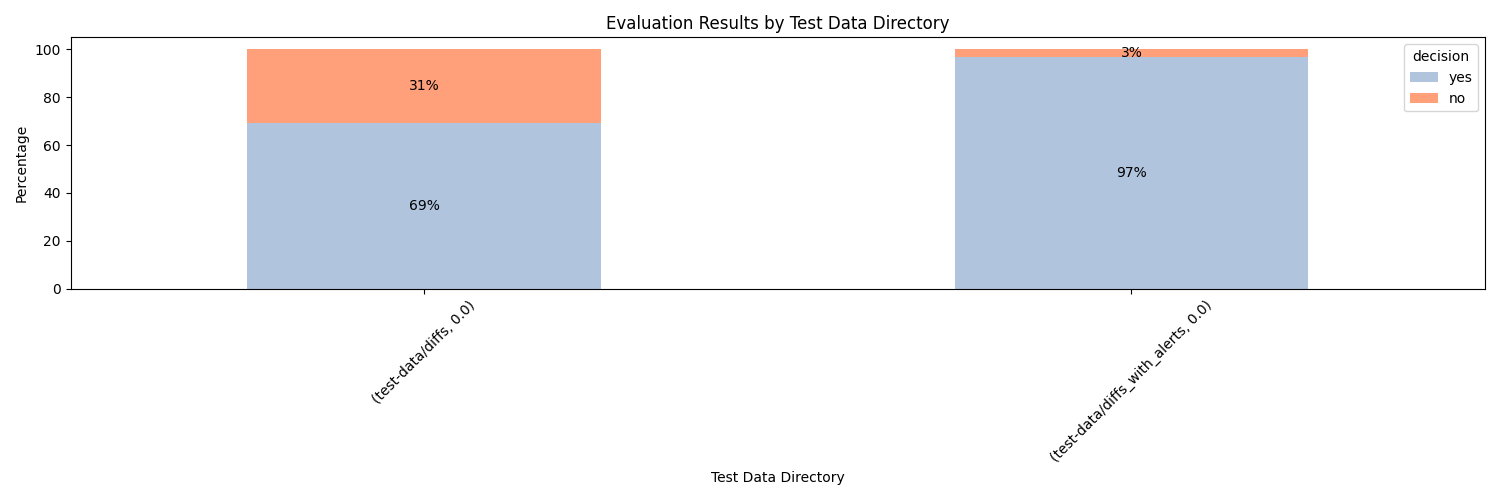 Evaluation Results by Test Data Directory
decision
yes
no
Percentage
100
80
60
40
20
0
31%
69%
3%
97%
(test-data/diffs, 0.0)
(test-data/diffs_with_alerts, 0.0)
Test Data Directory